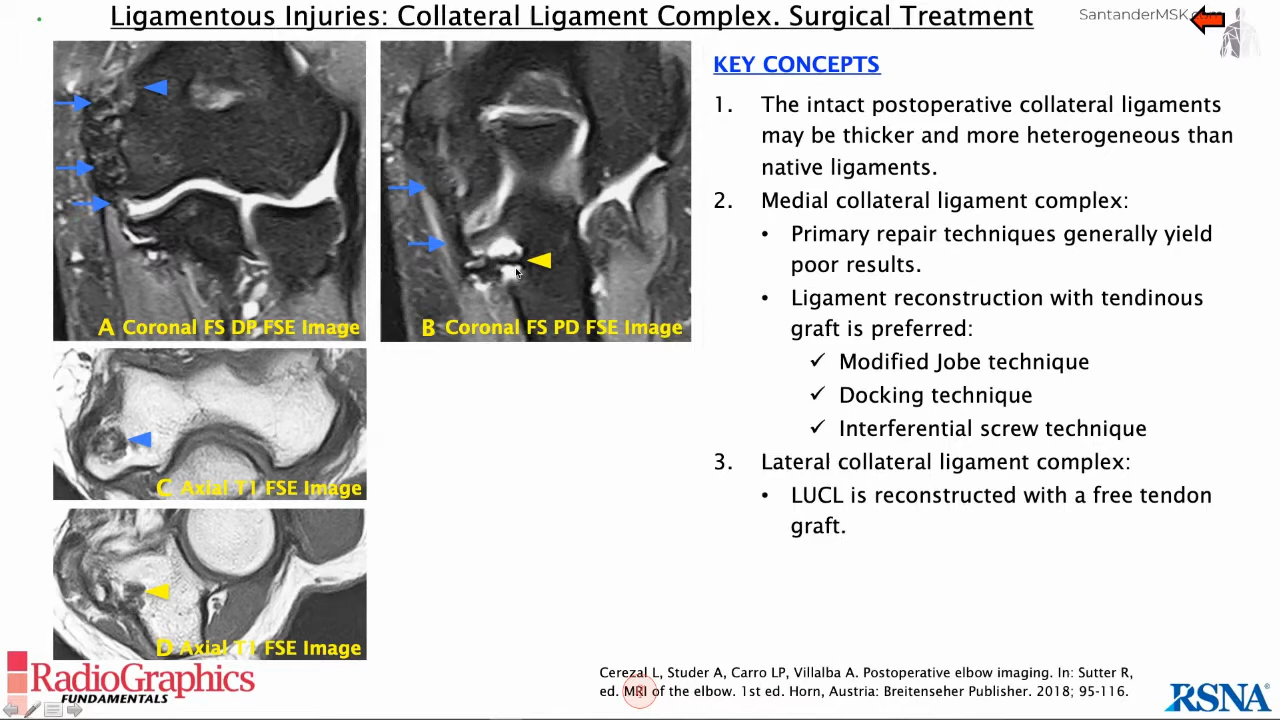 Ligamentous Injuries: Collateral Ligament Complex. Surgical Treatment
SantanderMSK.com
KEY CONCEPTS
1. The intact postoperative collateral ligaments
may be thicker and more heterogeneous than
native ligaments.
2. Medial collateral ligament complex:
• Primary repair techniques generally yield
poor results.
• Ligament reconstruction with tendinous
graft is preferred:
✓ Modified Jobe technique
✓ Docking technique
✓ Interferential screw technique
3. Lateral collateral ligament complex:
• LUCL is reconstructed with a free tendon
graft.
A Coronal FS DP FSE Image
B Coronal FS PD FSE Image
C Axial T1 FSE Image
D Axial T1 FSE Image
RadioGraphics
FUNDAMENTALS
Cerezal L, Studer A, Carro LP, Villalba A. Postoperative elbow imaging. In: Sutter R,
ed. MRI of the elbow. 1st ed. Horn, Austria: Breitenseher Publisher. 2018; 95-116.
RSNA®